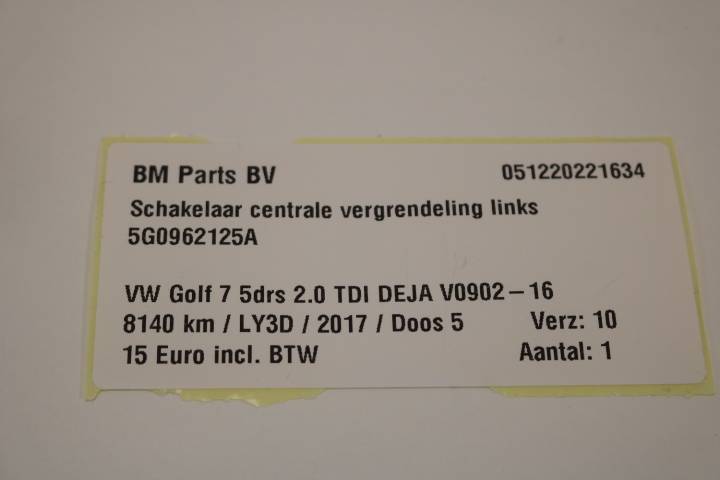 BM Parts BV 051220221634
Schakelaar centrale vergrendeling links
5G0962125A
VW Golf 7 5drs 2.0 TDI DEJA V0902-16
8140 km / LY3D / 2017 / Doos 5 Verz: 10
15 Euro incl. BTW Aantal: 1